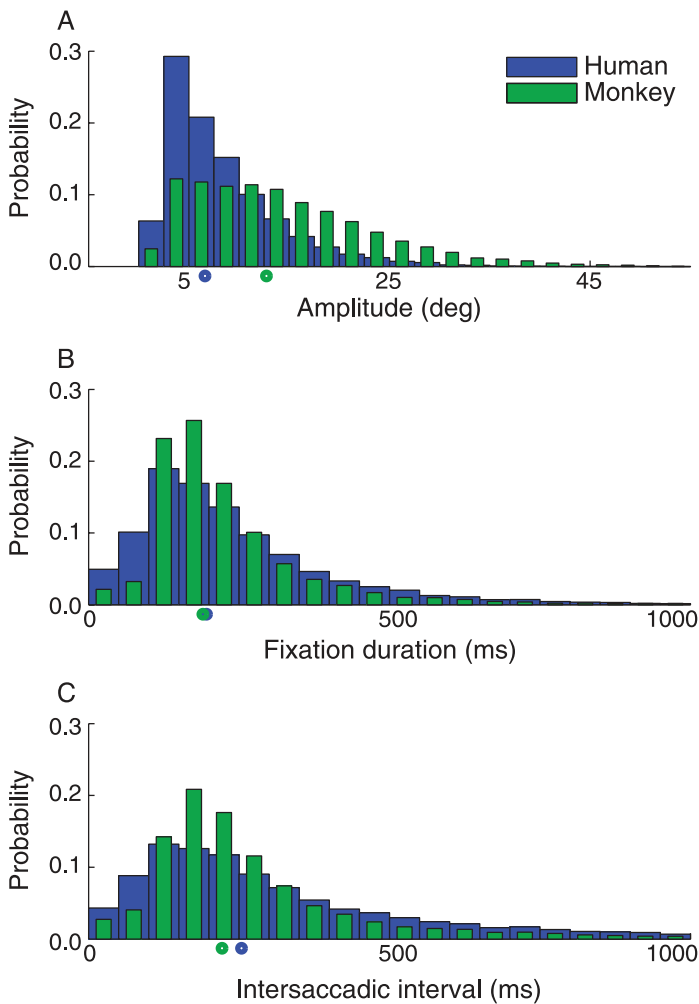 A
Human
Monkey
Probability
0.3
0.2
0.1
0.0
5
25
45
Amplitude (deg)
B
Probability
0.3
0.2
0.1
0.0
0
500
1000
Fixation duration (ms)
C
Probability
0.3
0.2
0.1
0.0
0
500
1000
Intersaccadic interval (ms)